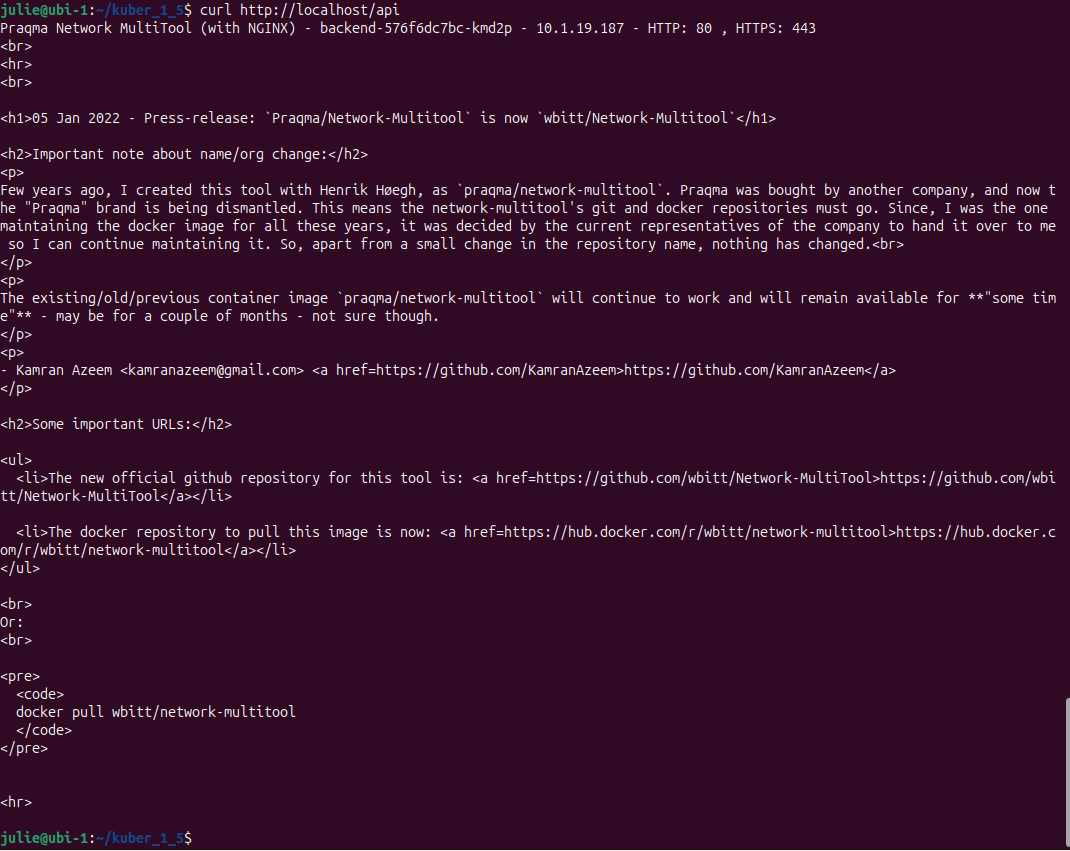 julie@ubi-1:~/kuber_1_5$ curl http://localhost/api
Praqma Network MultiTool (with NGINX) - backend-576f6dc7bc-kmd2p - 10.1.19.187 - HTTP: 80 , HTTPS: 443
<br>
<hr>
<br>

<h1>05 Jan 2022 - Press-release: `Praqma/Network-Multitool` is now `wbitt/Network-Multitool`</h1>

<h2>Important note about name/org change:</h2>
<p>
Few years ago, I created this tool with Henrik Høegh, as `praqma/network-multitool`. Praqma was bought by another company, and now t
he "Praqma" brand is being dismantled. This means the network-multitool's git and docker repositories must go. Since, I was the one
maintaining the docker image for all these years, it was decided by the current representatives of the company to hand it over to me
 so I can continue maintaining it. So, apart from a small change in the repository name, nothing has changed.<br>
</p>
<p>
The existing/old/previous container image `praqma/network-multitool` will continue to work and will remain available for **"some tim
e"** - may be for a couple of months - not sure though.
</p>
<p>
- Kamran Azeem <kamranazeem@gmail.com> <a href=https://github.com/KamranAzeem>https://github.com/KamranAzeem</a>
</p>

<h2>Some important URLs:</h2>

<ul>
  <li>The new official github repository for this tool is: <a href=https://github.com/wbitt/Network-MultiTool>https://github.com/wbi
tt/Network-MultiTool</a></li>

  <li>The docker repository to pull this image is now: <a href=https://hub.docker.com/r/wbitt/network-multitool>https://hub.docker.c
om/r/wbitt/network-multitool</a></li>
</ul>

<br>
Or:
<br>

<pre>
  <code>
  docker pull wbitt/network-multitool
  </code>
</pre>

<hr>

julie@ubi-1:~/kuber_1_5$